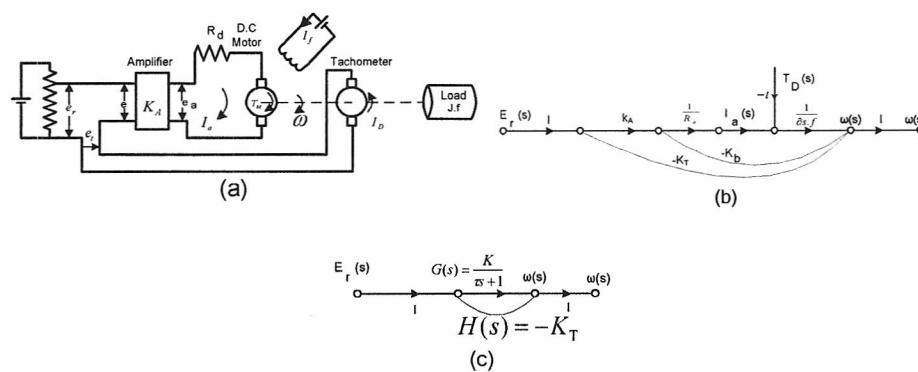 D.C
Motor
R_d
I_f
Amplifier
Tachometer
e_r
e
K_A
e_a
I_a
T_M
ω
I_D
Load
J.f
e_t
(a)
T_D(s)
-l
E_r(s)
I
k_A
1/R_a
I_a(s)
1/∂s.f
ω(s)
I
ω(s)
-K_b
-K_T
(b)
E_r(s)
G(s) = K/τs+1
ω(s)
ω(s)
I
I
H(s) = -K_T
(c)